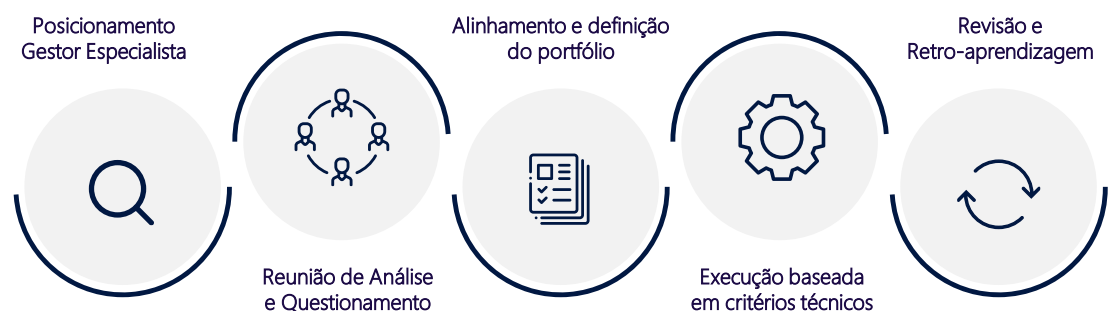 Posicionamento
Gestor Especialista
Reunião de Análise
e Questionamento
Alinhamento e definição
do portfólio
Execução baseada
em critérios técnicos
Revisão e
Retro-aprendizagem